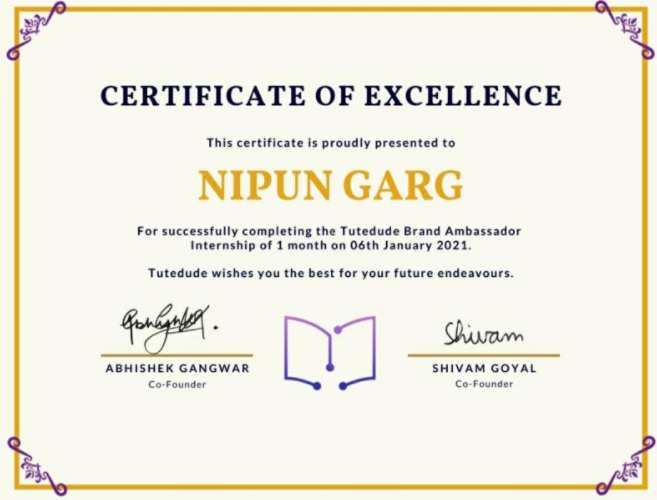 CERTIFICATE OF EXCELLENCE
This certificate is proudly presented to
NIPUN GARG
For successfully completing the Tutedude Brand Ambassador
Internship of 1 month on 06th January 2021.
Tutedude wishes you the best for your future endeavours.
Shivam
ABHISHEK GANGWAR
Co-Founder
SHIVAM GOYAL
Co-Founder